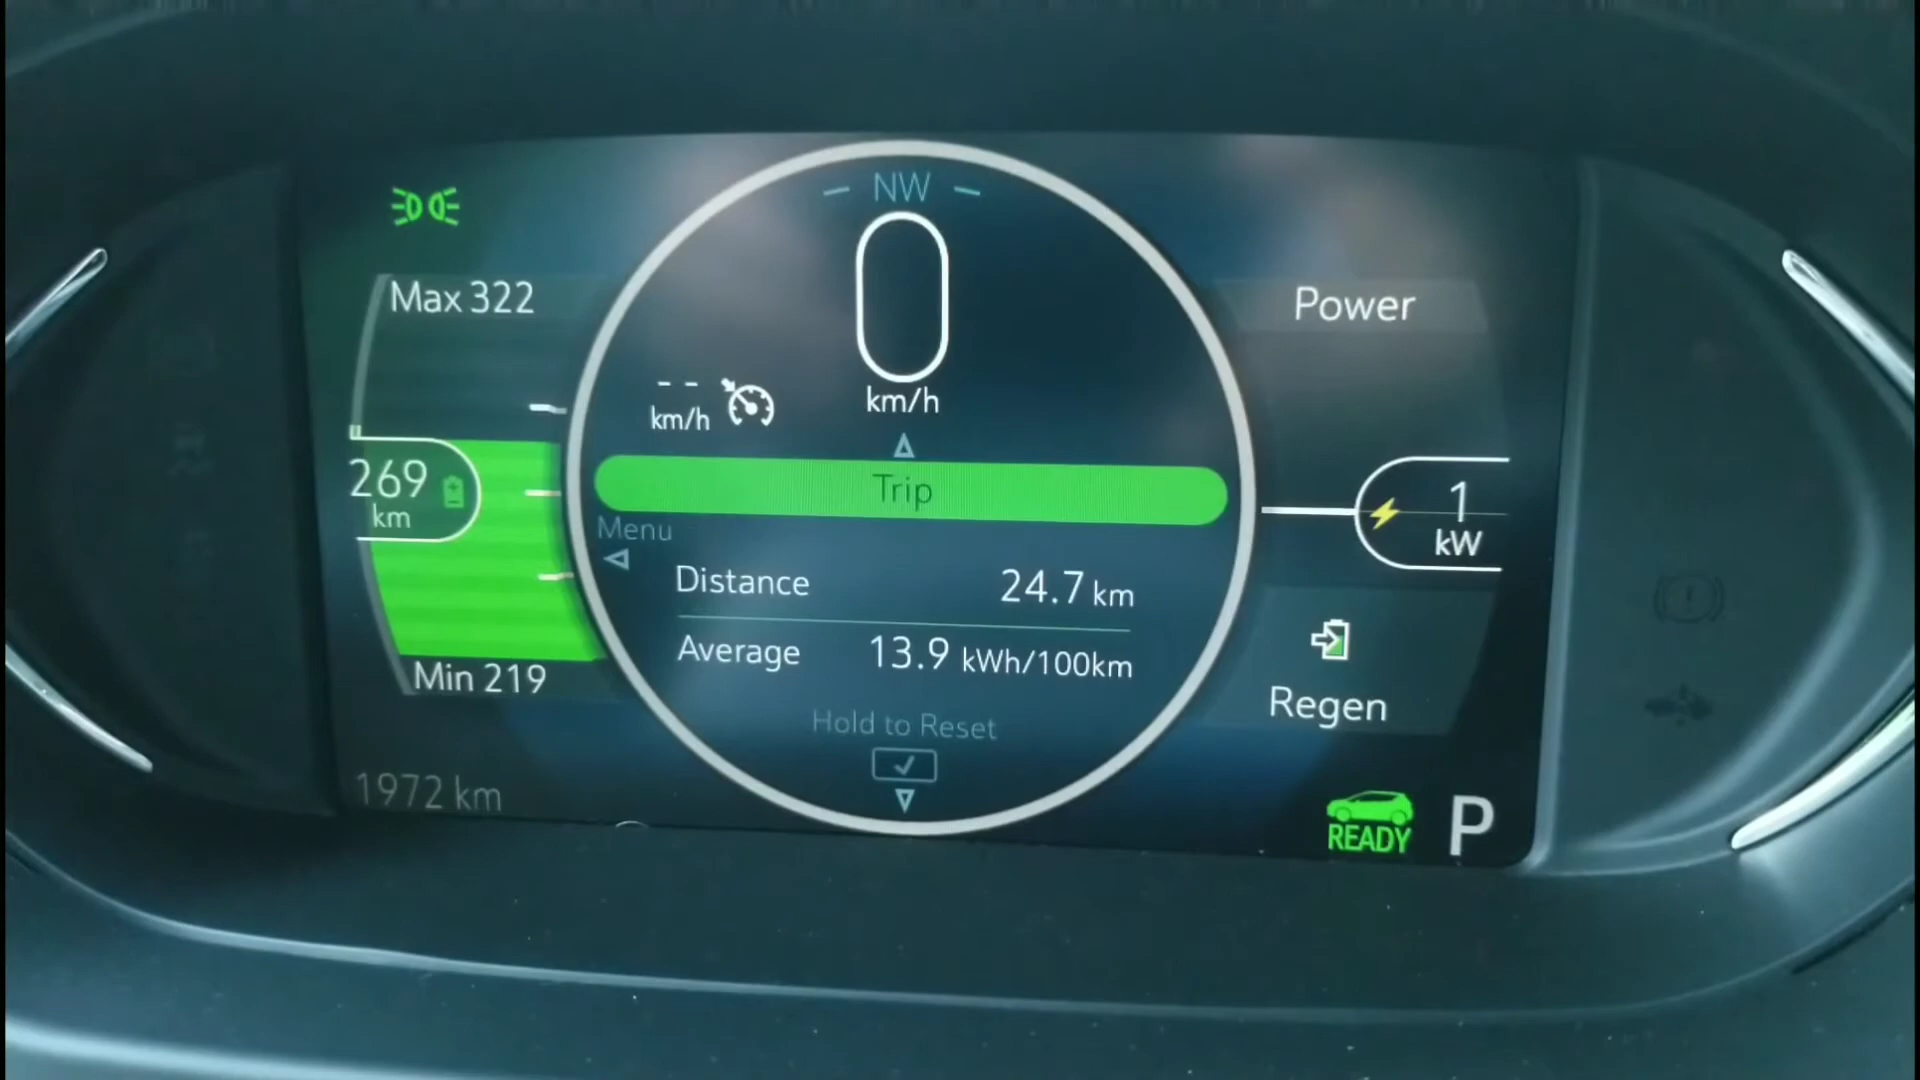 NW
0
km/h
-- km/h
Max 322
269
km
Min 219
1972 km
Trip
Menu
Distance 24.7 km
Average 13.9 kWh/100km
Hold to Reset
Power
1
kW
Regen
READY
P